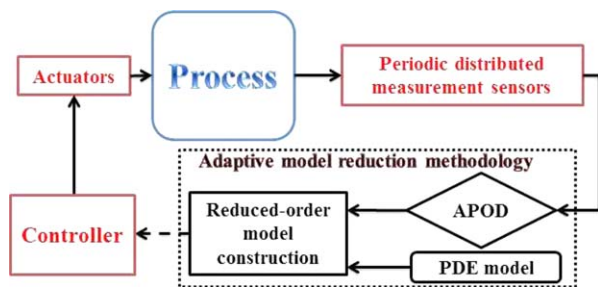 Actuators
Process
Periodic distributed
measurement sensors
Adaptive model reduction methodology
Controller
Reduced-order
model
construction
APOD
PDE model